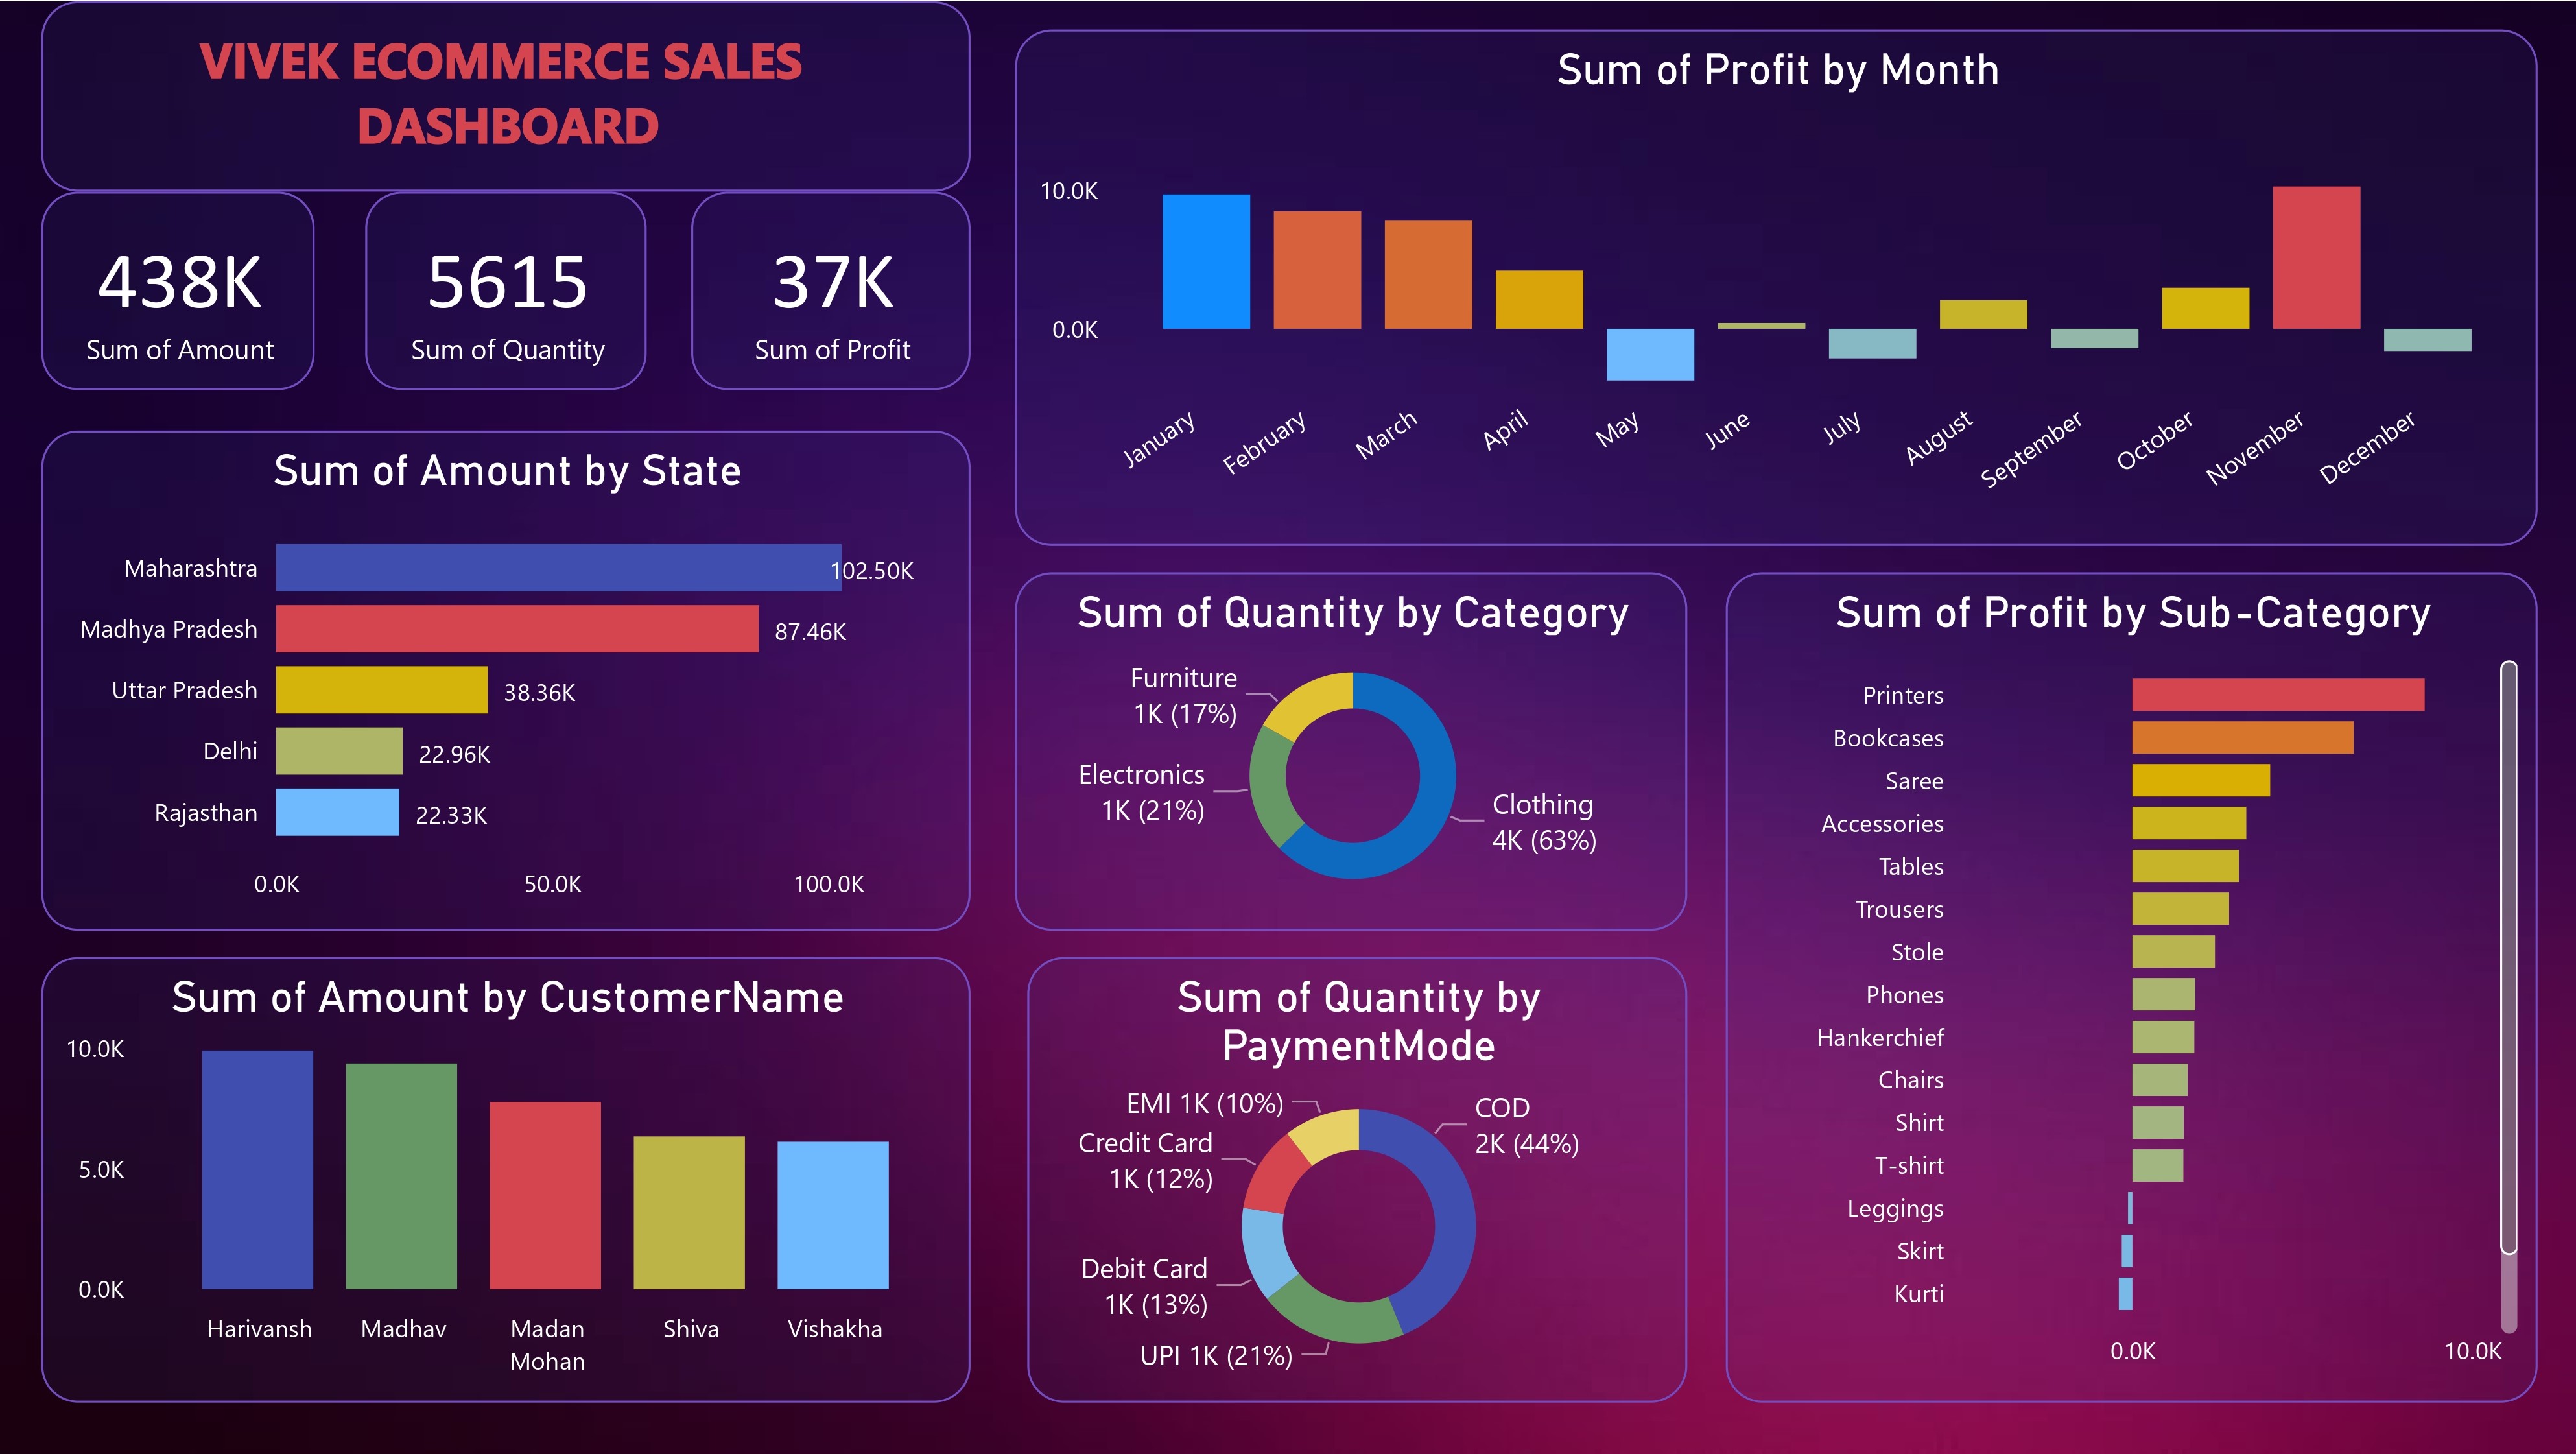 VIVEK ECOMMERCE SALES
DASHBOARD
438K
Sum of Amount
5615
Sum of Quantity
37K
Sum of Profit
Sum of Profit by Month
10.0K
0.0K
January
February
March
April
May
June
July
August
September
October
November
December
Sum of Amount by State
Maharashtra
102.50K
Madhya Pradesh
87.46K
Uttar Pradesh
38.36K
Delhi
22.96K
Rajasthan
22.33K
0.0K
50.0K
100.0K
Sum of Quantity by Category
Furniture
1K (17%)
Electronics
1K (21%)
Clothing
4K (63%)
Sum of Profit by Sub-Category
Printers
Bookcases
Saree
Accessories
Tables
Trousers
Stole
Phones
Hankerchief
Chairs
Shirt
T-shirt
Leggings
Skirt
Kurti
0.0K
10.0K
Sum of Amount by CustomerName
10.0K
5.0K
0.0K
Harivansh
Madhav
Madan
Mohan
Shiva
Vishakha
Sum of Quantity by
PaymentMode
EMI 1K (10%)
COD
2K (44%)
Credit Card
1K (12%)
Debit Card
1K (13%)
UPI 1K (21%)